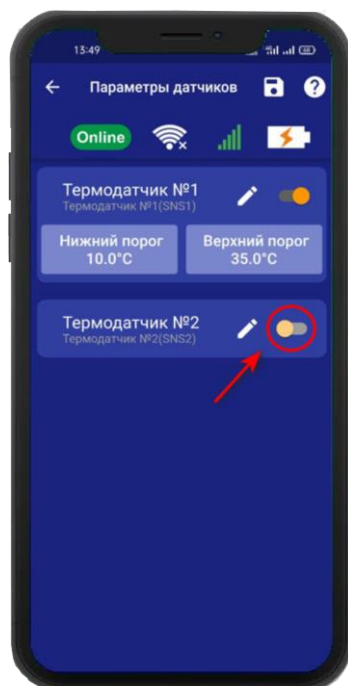 13:49
Параметры датчиков
Online
Термодатчик №1
Термодатчик №1(SNS1)
Нижний порог
10.0°C
Верхний порог
35.0°C
Термодатчик №2
Термодатчик №2(SNS2)